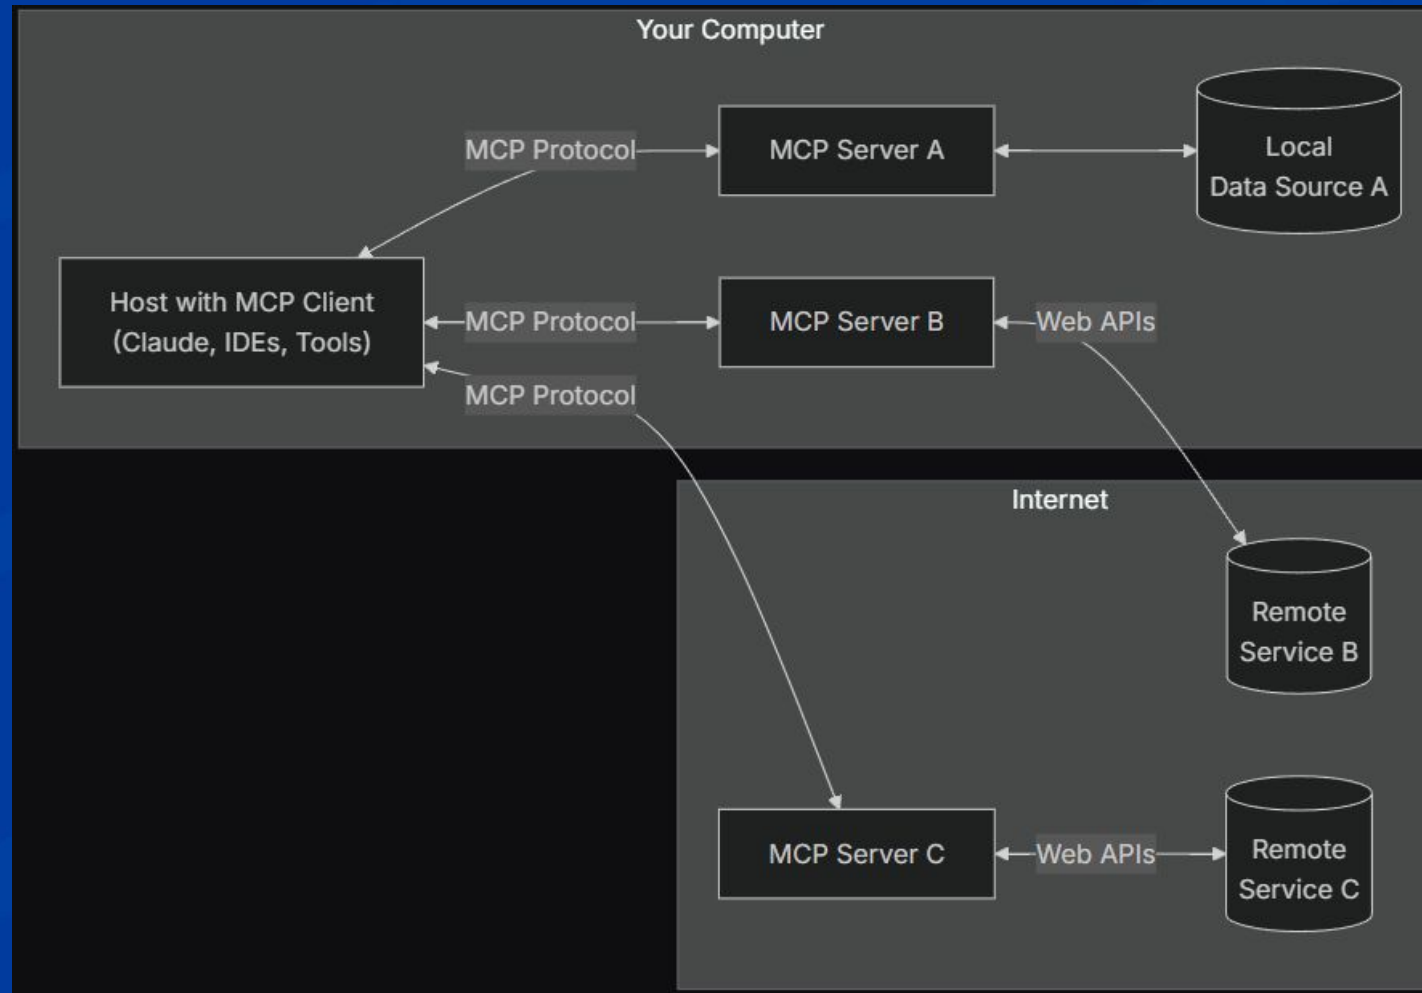 Your Computer
MCP Protocol
MCP Server A
Local
Data Source A
Host with MCP Client
(Claude, IDEs, Tools)
MCP Protocol
MCP Server B
Web APIs
MCP Protocol
Internet
Remote
Service B
MCP Server C
Web APIs
Remote
Service C